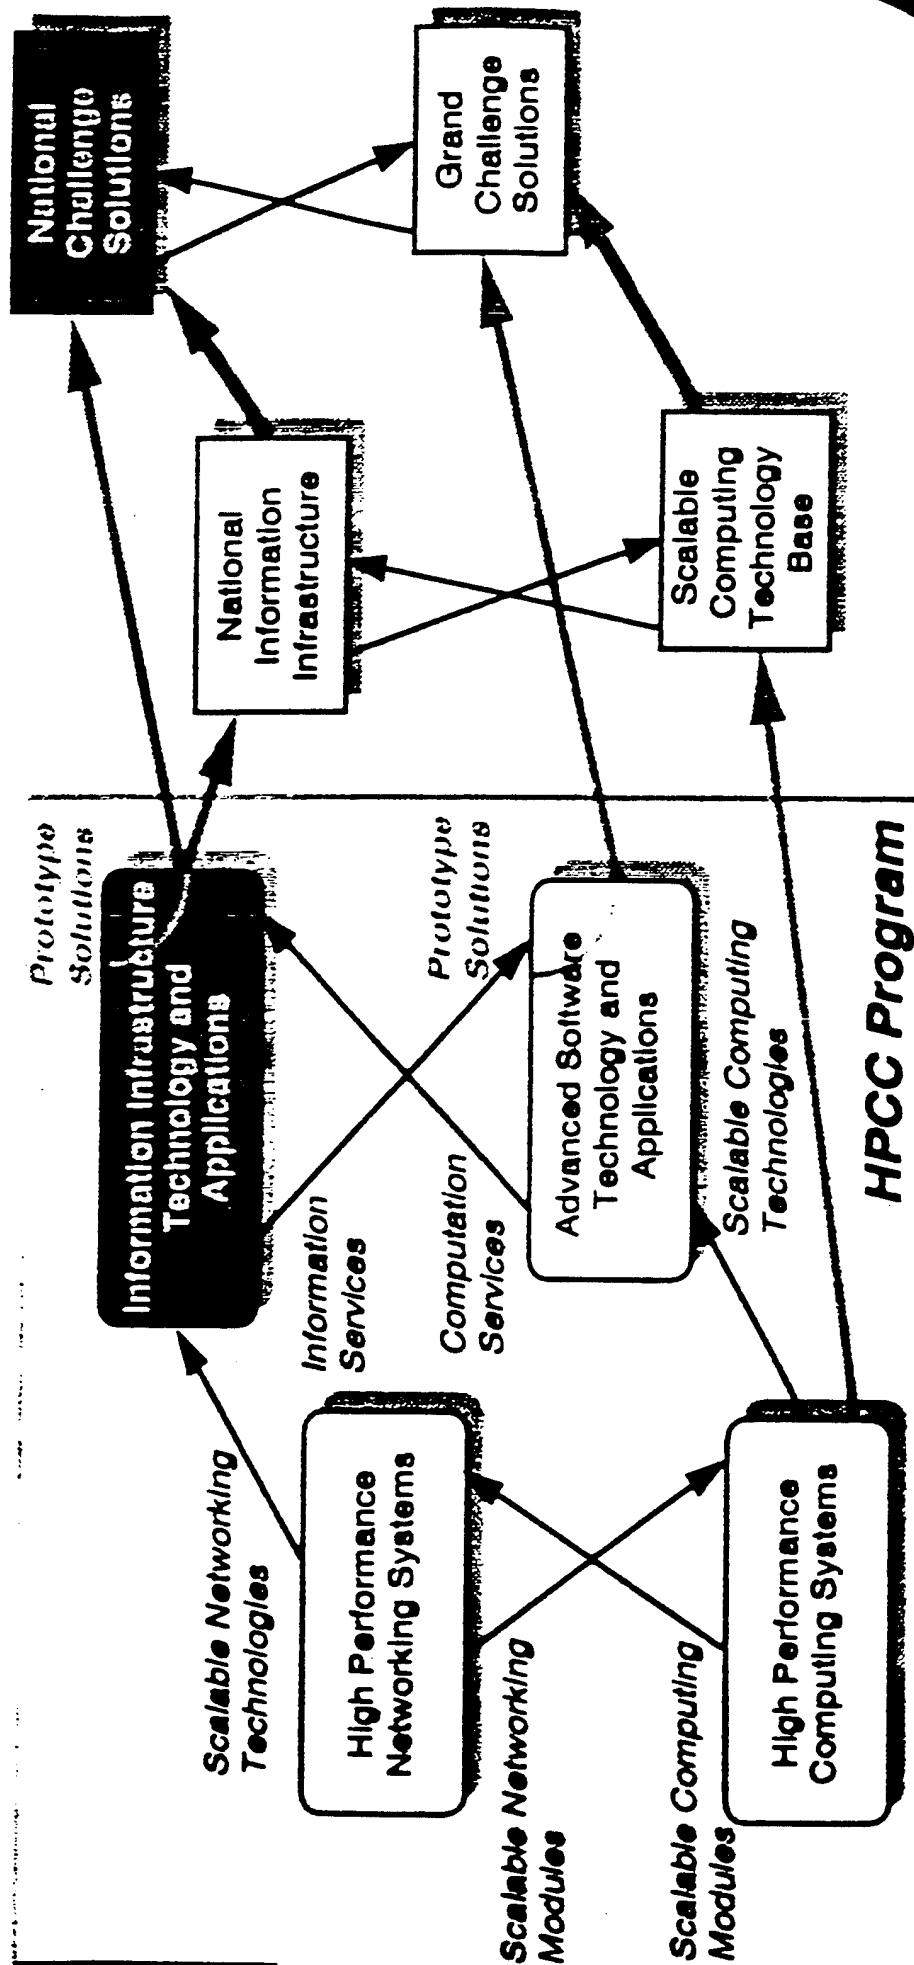 Prototype
Solutions
Information Infrastructure
Technology and
Applications
National
Challenge
Solutions
Scalable Networking
Technologies
Information
Services
National
Information
Infrastructure
High Performance
Networking Systems
Computation
Services
Prototype
Solutions
Grand
Challenge
Solutions
Scalable Networking
Modules
Advanced Software
Technology and
Applications
Scalable Computing
Modules
Scalable Computing
Technologies
Scalable
Computing
Technology
Base
High Performance
Computing Systems
HPCC Program